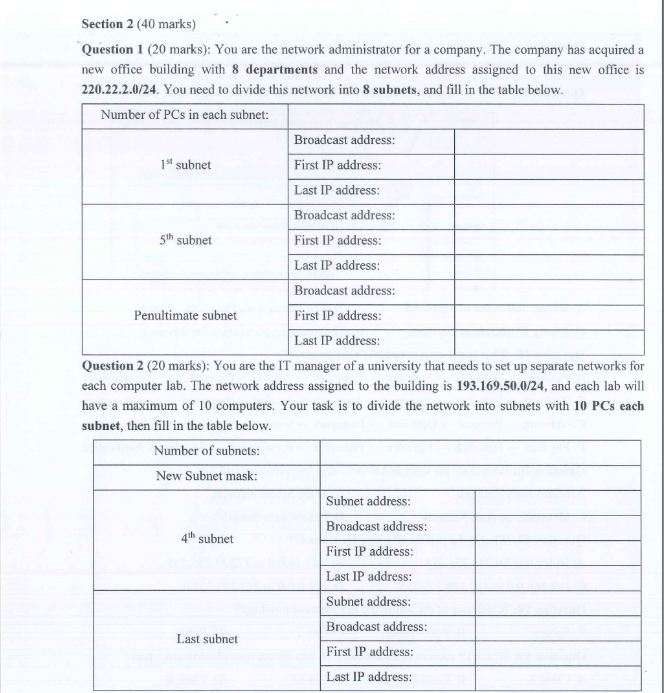 Section 2 (40 marks)
Question 1 (20 marks): You are the network administrator for a company. The company has acquired a
new office building with 8 departments and the network address assigned to this new office is
220.22.2.0/24. You need to divide this network into 8 subnets, and fill in the table below.
Number of PCs in each subnet:
1st subnet
Broadcast address:
First IP address:
Last IP address:
5th subnet
Broadcast address:
First IP address:
Last IP address:
Penultimate subnet
Broadcast address:
First IP address:
Last IP address:
Question 2 (20 marks): You are the IT manager of a university that needs to set up separate networks for
each computer lab. The network address assigned to the building is 193.169.50.0/24, and each lab will
have a maximum of 10 computers. Your task is to divide the network into subnets with 10 PCs each
subnet, then fill in the table below.
Number of subnets:
New Subnet mask:
4th subnet
Subnet address:
Broadcast address:
First IP address:
Last IP address:
Last subnet
Subnet address:
Broadcast address:
First IP address:
Last IP address: